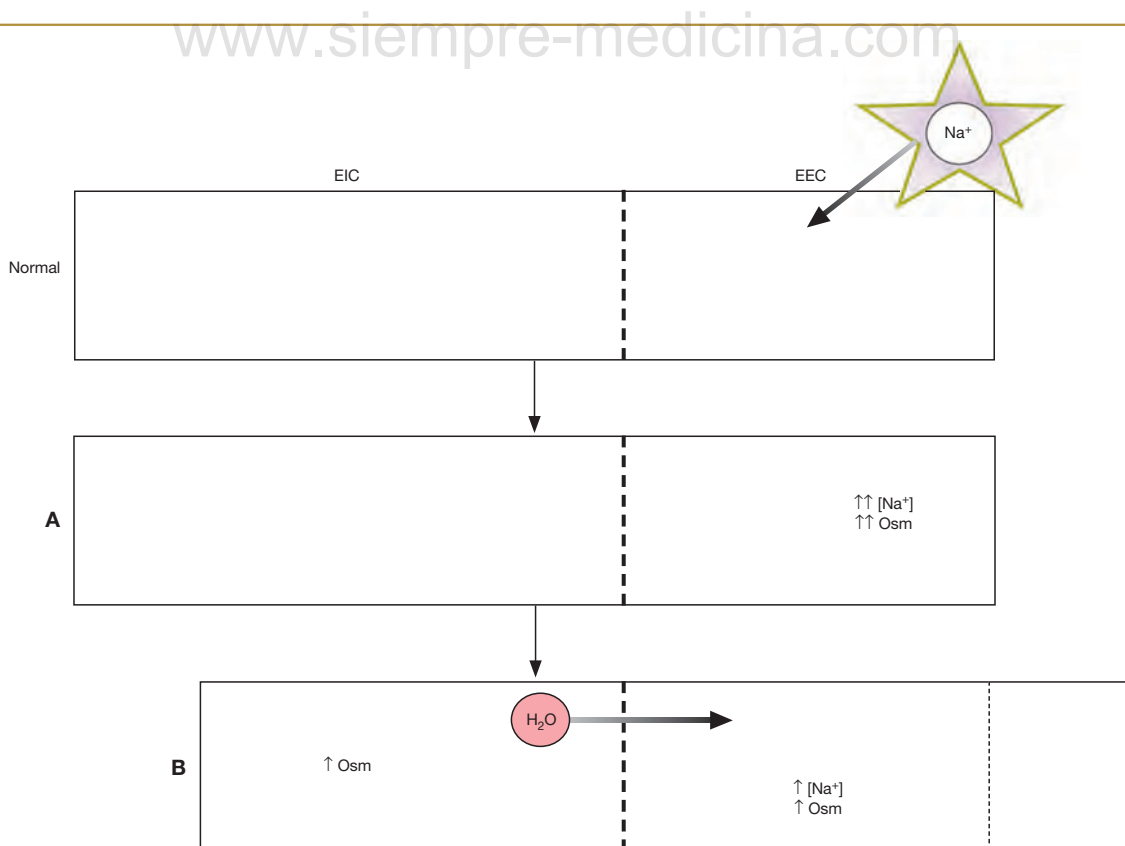 www.siempre-medicina.com
Na⁺
EIC
EEC
Normal
A
↑↑ [Na⁺]
↑↑ Osm
H₂O
B
↑ Osm
↑ [Na⁺]
↑ Osm